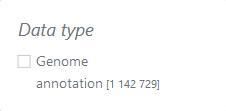 Data type
Genome
annotation [1 142 729]